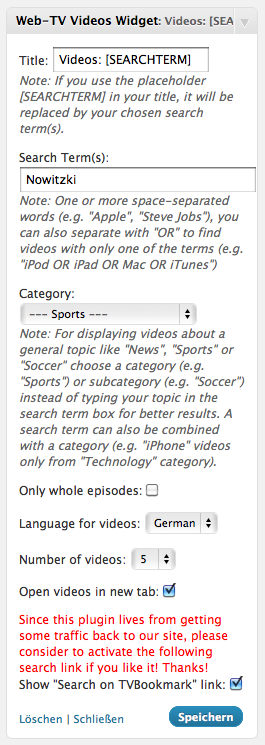 Web-TV Videos Widget: Videos: [SEA
Title: Videos: [SEARCHTERM]
Note: If you use the placeholder
[SEARCHTERM] in your title, it will be
replaced by your chosen search
term(s).
Search Term(s):
Nowitzki
Note: One or more space-separated
words (e.g. "Apple", "Steve Jobs"), you
can also separate with "OR" to find
videos with only one of the terms (e.g.
"iPod OR iPad OR Mac OR iTunes")
Category:
--- Sports ---
Note: For displaying videos about a
general topic like "News", "Sports" or
"Soccer" choose a category (e.g.
"Sports") or subcategory (e.g. "Soccer")
instead of typing your topic in the
search term box for better results. A
search term can also be combined
with a category (e.g. "iPhone" videos
only from "Technology" category).
Only whole episodes:
Language for videos: German
Number of videos: 5
Open videos in new tab:
Since this plugin lives from getting
some traffic back to our site, please
consider to activate the following
search link if you like it! Thanks!
Show "Search on TVBookmark" link:
Löschen | Schließen Speichern